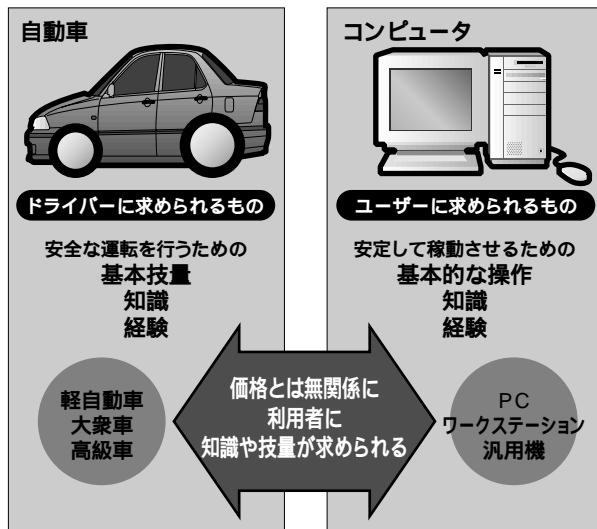 自動車
ドライバーに求められるもの
安全な運転を行うための
基本技量
知識
経験
軽自動車
大衆車
高級車
コンピュータ
ユーザーに求められるもの
安定して稼動させるための
基本的な操作
知識
経験
PC
ワークステーション
汎用機
価格とは無関係に
利用者に
知識や技量が求められる